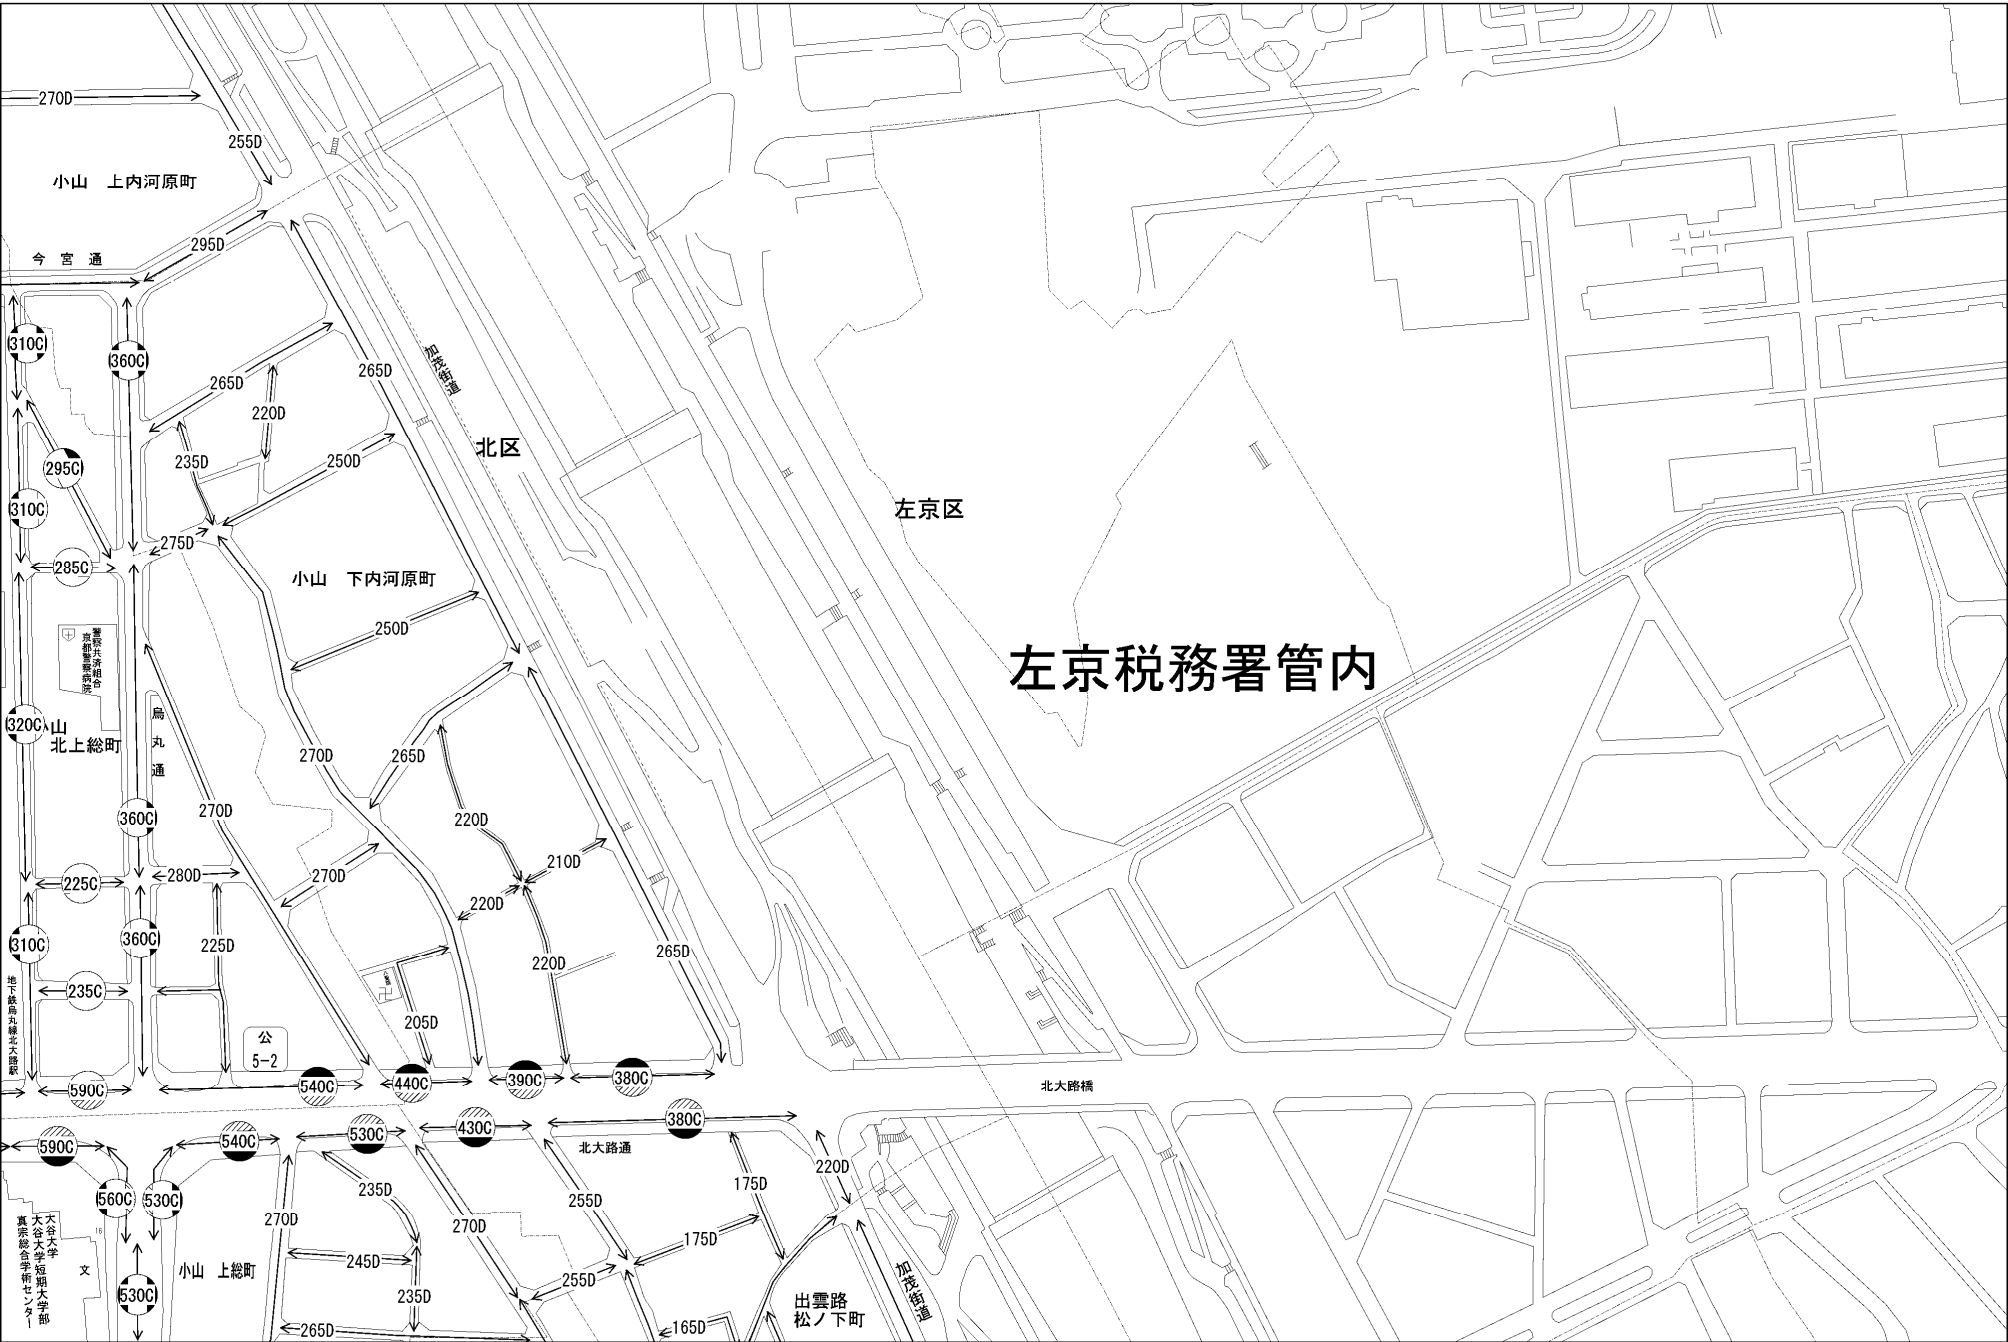 270D
255D
小山　上内河原町
295D
今宮通
310C
360C
265D
265D
加茂街道
220D
235D
250D
北区
295C
310C
左京区
275D
285C
小山　下内河原町
250D
警察共済組合
京都警察病院
左京税務署管内
320C
小山
北上総町
烏丸通
270D
265D
270D
360C
220D
210D
280D
225C
270D
220D
310C
360C
225D
265D
220D
235C
地下鉄烏丸線北大路駅
205D
公
5-2
590C
540C
440C
390C
380C
北大路橋
590C
540C
530C
430C
380C
北大路通
220D
560C
530C
235D
255D
175D
270D
270D
大谷大学
大谷大学短期大学部
真宗総合学術センター
16
文
小山　上総町
245D
175D
255D
加茂街道
530C
235D
出雲路
松ノ下町
265D
165D